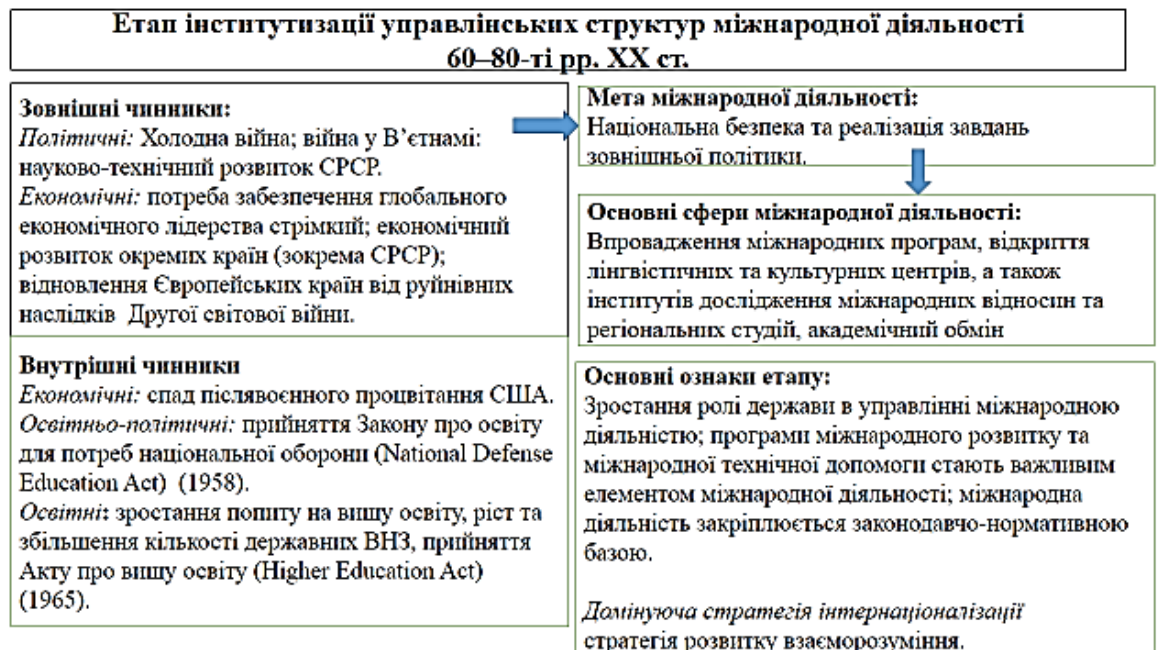 Етап інститутизації управлінських структур міжнародної діяльності
60–80-ті рр. ХХ ст.
Зовнішні чинники:
Політичні: Холодна війна; війна у В’єтнамі:
науково-технічний розвиток СРСР.
Економічні: потреба забезпечення глобального
економічного лідерства стрімкий; економічний
розвиток окремих країн (зокрема СРСР);
відновлення Європейських країн від руйнівних
наслідків Другої світової війни.
Внутрішні чинники
Економічні: спад післявоєнного процвітання США.
Освітньо-політичні: прийняття Закону про освіту
для потреб національної оборони (National Defense
Education Act) (1958).
Освітні: зростання попиту на вищу освіту, ріст та
збільшення кількості державних ВНЗ, прийняття
Акту про вищу освіту (Higher Education Act)
(1965).
Мета міжнародної діяльності:
Національна безпека та реалізація завдань
зовнішньої політики.
Основні сфери міжнародної діяльності:
Впровадження міжнародних програм, відкриття
лінгвістичних та культурних центрів, а також
інститутів дослідження міжнародних відносин та
регіональних студій, академічний обмін
Основні ознаки етапу:
Зростання ролі держави в управлінні міжнародною
діяльністю; програми міжнародного розвитку та
міжнародної технічної допомоги стають важливим
елементом міжнародної діяльності; міжнародна
діяльність закріплюється законодавчо-нормативною
базою.
Домінуюча стратегія інтернаціоналізації
стратегія розвитку взаєморозуміння.